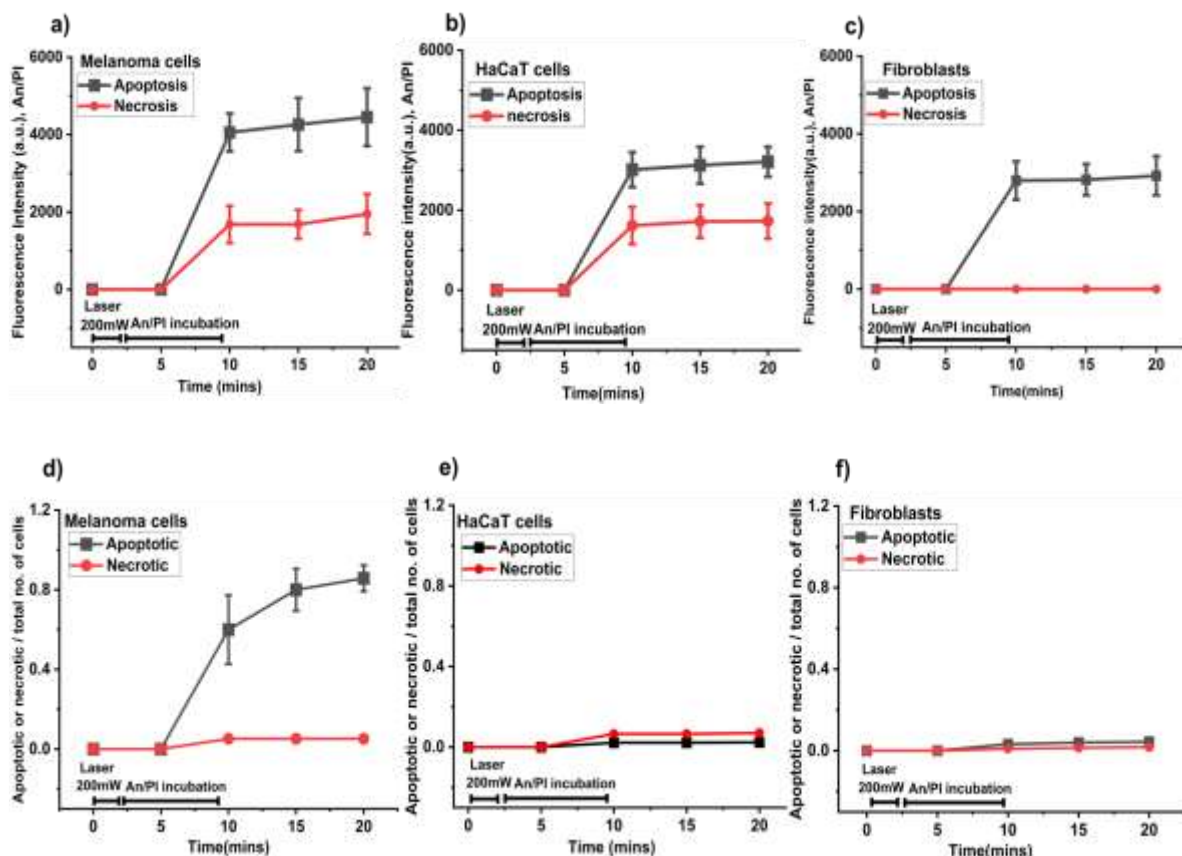 a)
Melanoma cells
Apoptosis
Necrosis
Fluorescence Intensity (a.u.), An/PI
6000
4000
2000
0
Laser
200mW An/PI incubation
0 5 10 15 20
Time (mins)
b)
HaCaT cells
Apoptosis
necrosis
Fluorescence intensity(a.u.), An/PI
6000
4000
2000
0
Laser
200mW An/PI incubation
0 5 10 15 20
Time(mins)
c)
Fibroblasts
Apoptosis
Necrosis
Fluorescence intensity(a.u.), An/PI
6000
4000
2000
0
Laser
200mW An/PI incubation
0 5 10 15 20
Time(mins)
d)
Melanoma cells
Apoptotic
Necrotic
Apoptotic or necrotic / total no. of cells
1.2
0.8
0.4
0.0
Laser
200mW An/PI incubation
0 5 10 15 20
Time(mins)
e)
HaCaT cells
Apoptotic
Necrotic
Apoptotic or necrotic / total no. of cells
1.2
0.8
0.4
0.0
Laser
200mW An/PI incubation
0 5 10 15 20
Time(mins)
f)
Fibroblasts
Apoptotic
Necrotic
Apoptotic or necrotic / total no. of cells
1.2
0.8
0.4
0.0
Laser
200mW An/PI incubation
0 5 10 15 20
Time(mins)